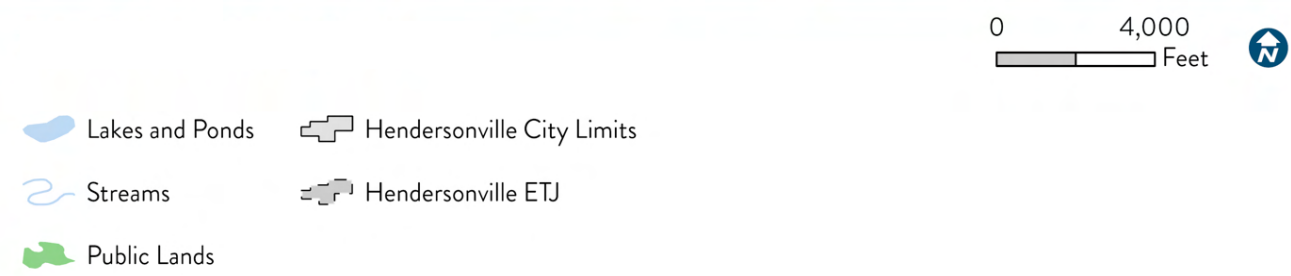 0 4,000
Feet
N
Lakes and Ponds
Hendersonville City Limits
Streams
Hendersonville ETJ
Public Lands